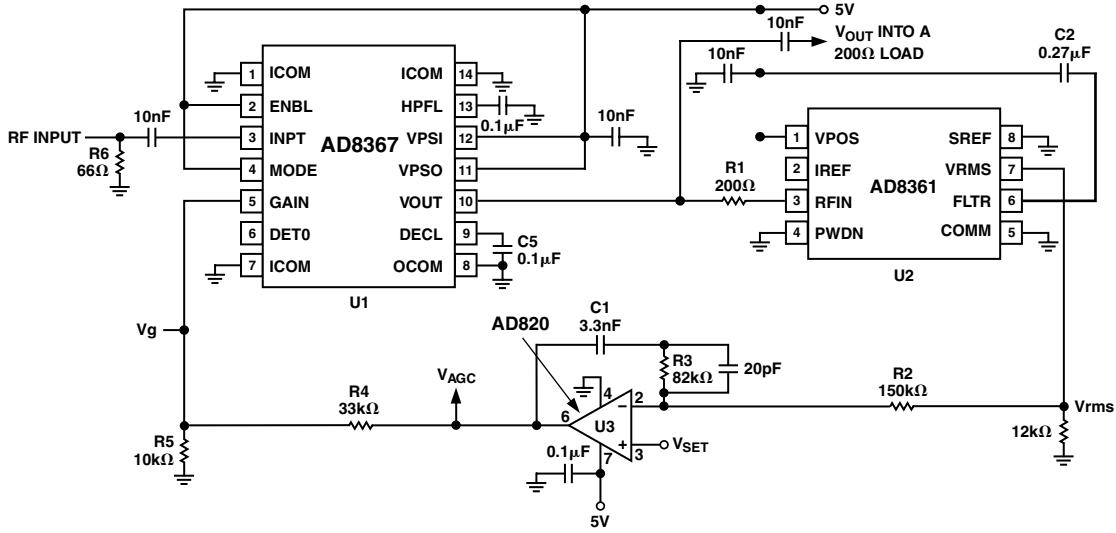 5V
10nF
V_OUT INTO A
200Ω LOAD
10nF
C2
0.27µF
RF INPUT
R6
66Ω
10nF
1 ICOM
2 ENBL
3 INPT
4 MODE
5 GAIN
6 DET0
7 ICOM
AD8367
ICOM 14
HPFL 13
VPSI 12
VPSO 11
VOUT 10
DECL 9
OCOM 8
U1
0.1µF
10nF
C5
0.1µF
R1
200Ω
1 VPOS
2 IREF
3 RFIN
4 PWDN
AD8361
SREF 8
VRMS 7
FLTR 6
COMM 5
U2
Vg
R5
10kΩ
R4
33kΩ
V_AGC
AD820
C1
3.3nF
R3
82kΩ
20pF
4
2
–
6
U3
+
3
7
V_SET
0.1µF
5V
R2
150kΩ
Vrms
12kΩ